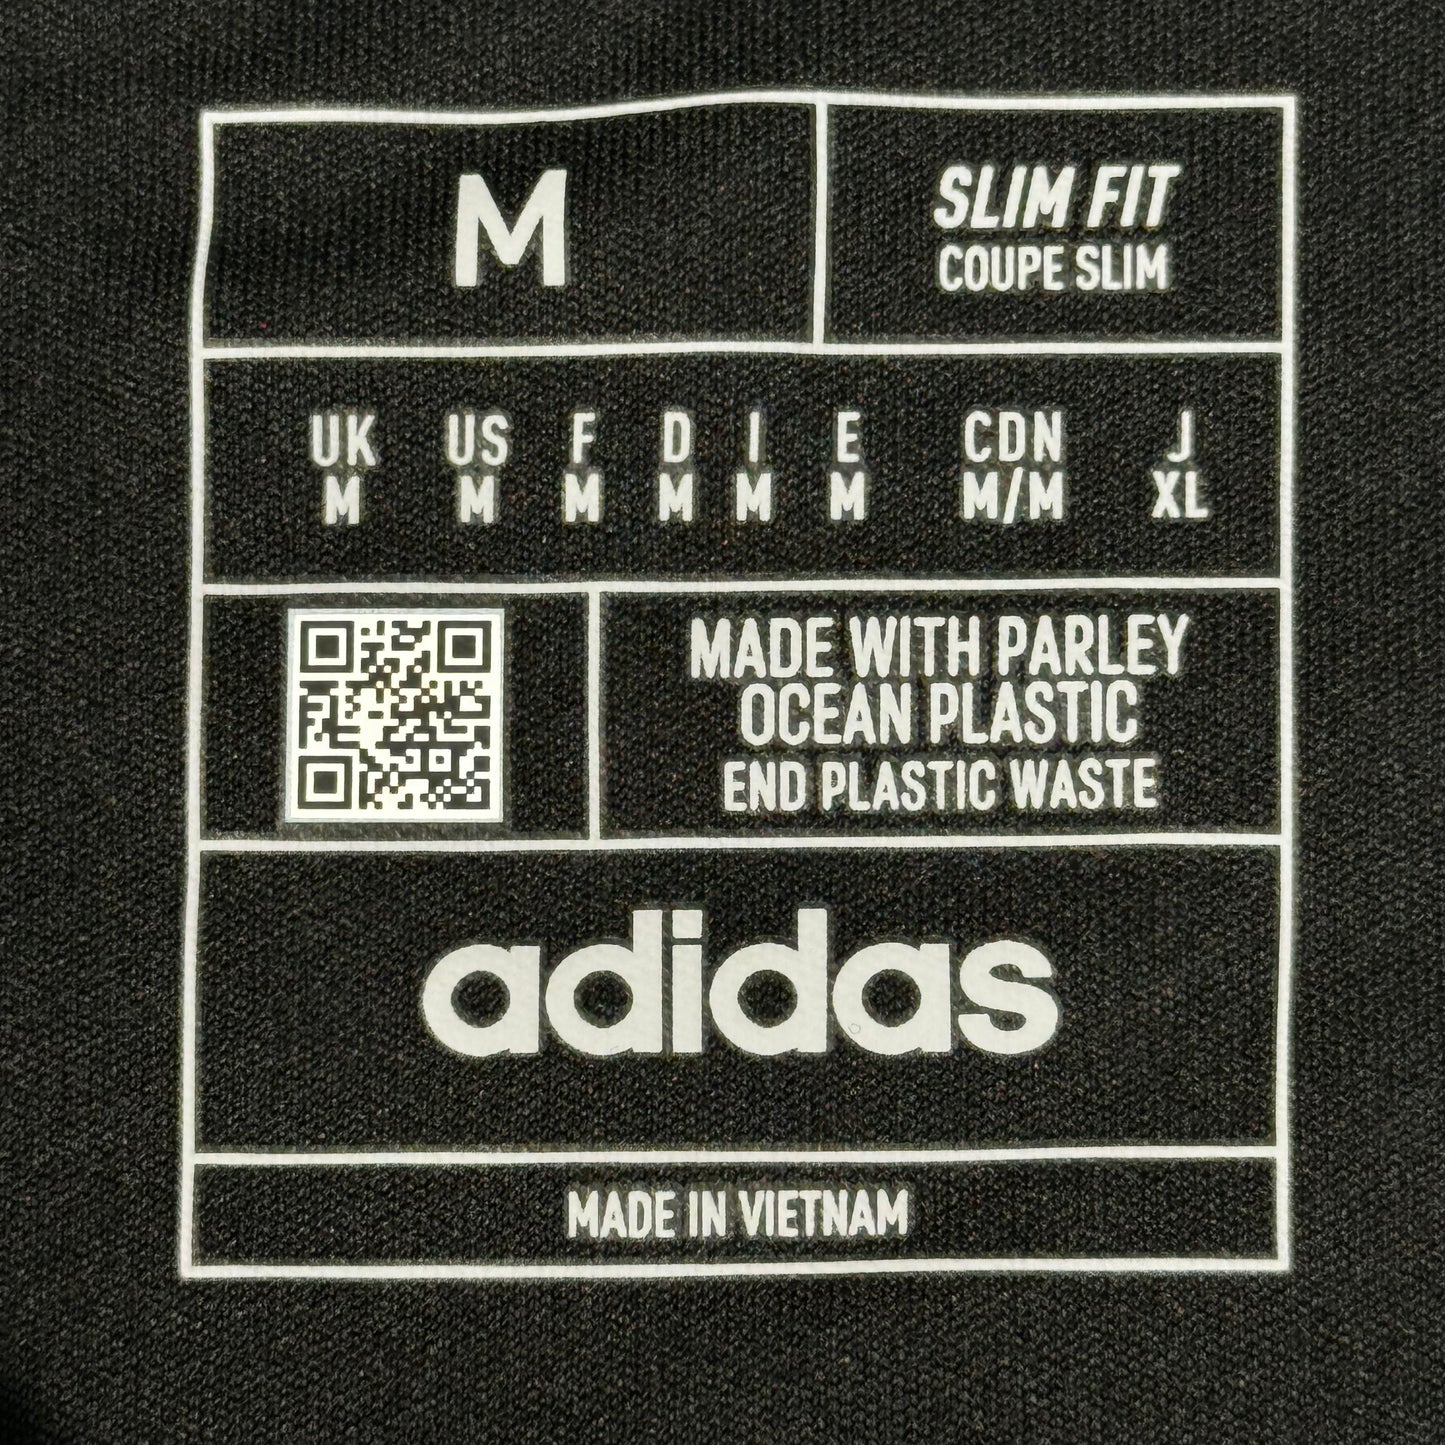 M
SLIM FIT
COUPE SLIM
UK US F D I E CDN J
M M M M M M M/M XL
MADE WITH PARLEY
OCEAN PLASTIC
END PLASTIC WASTE
adidas
MADE IN VIETNAM